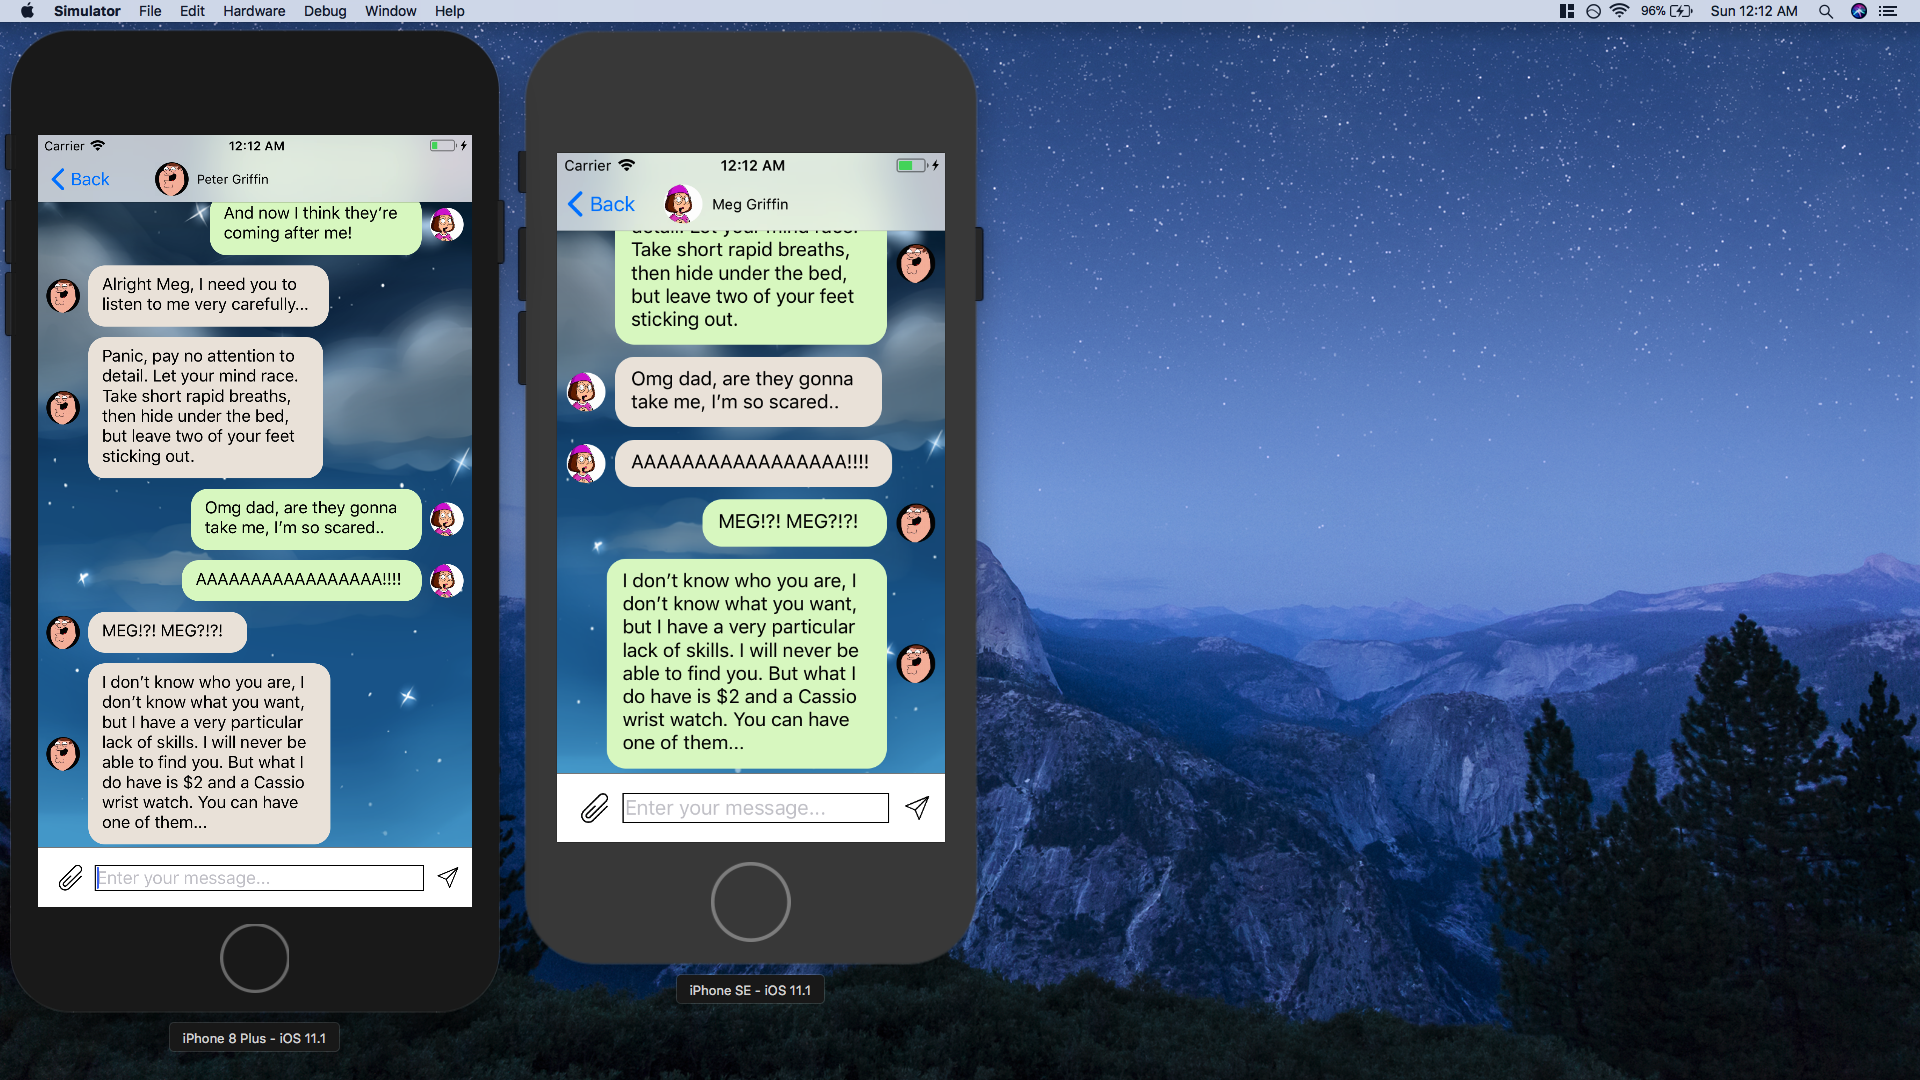 Simulator File Edit Hardware Debug Window Help
96% Sun 12:12 AM
Carrier 12:12 AM
Back Peter Griffin
And now I think they're
coming after me!
Alright Meg, I need you to
listen to me very carefully...
Panic, pay no attention to
detail. Let your mind race.
Take short rapid breaths,
then hide under the bed,
but leave two of your feet
sticking out.
Omg dad, are they gonna
take me, I'm so scared..
AAAAAAAAAAAAAAAAA!!!!
MEG!?! MEG?!?!
I don't know who you are, I
don't know what you want,
but I have a very particular
lack of skills. I will never be
able to find you. But what I
do have is $2 and a Cassio
wrist watch. You can have
one of them...
Enter your message...
iPhone 8 Plus - iOS 11.1
Carrier 12:12 AM
Back Meg Griffin
detail. Let your mind race.
Take short rapid breaths,
then hide under the bed,
but leave two of your feet
sticking out.
Omg dad, are they gonna
take me, I'm so scared..
AAAAAAAAAAAAAAAAA!!!!
MEG!?! MEG?!?!
I don't know who you are, I
don't know what you want,
but I have a very particular
lack of skills. I will never be
able to find you. But what I
do have is $2 and a Cassio
wrist watch. You can have
one of them...
Enter your message...
iPhone SE - iOS 11.1